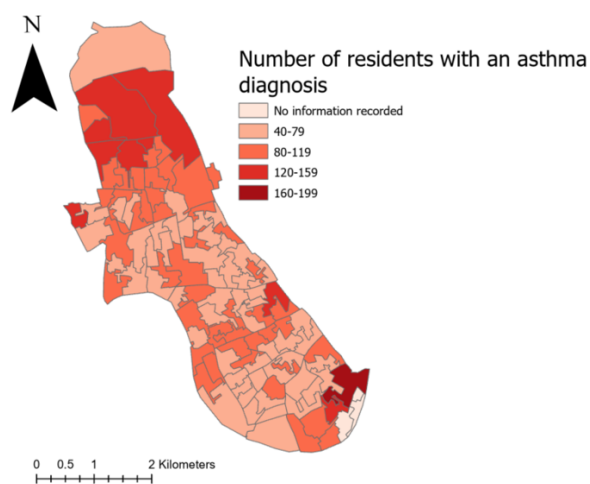 N
Number of residents with an asthma
diagnosis
No information recorded
40-79
80-119
120-159
160-199
0 0.5 1 2 Kilometers